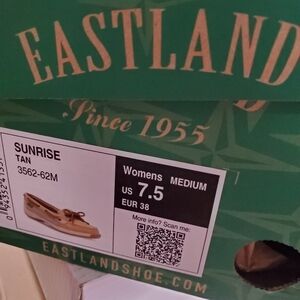 EASTLAND
Since 1955
SUNRISE
TAN
3562-62M
Womens MEDIUM
US 7.5
EUR 38
More info? Scan me:
EASTLANDSHOE.COM